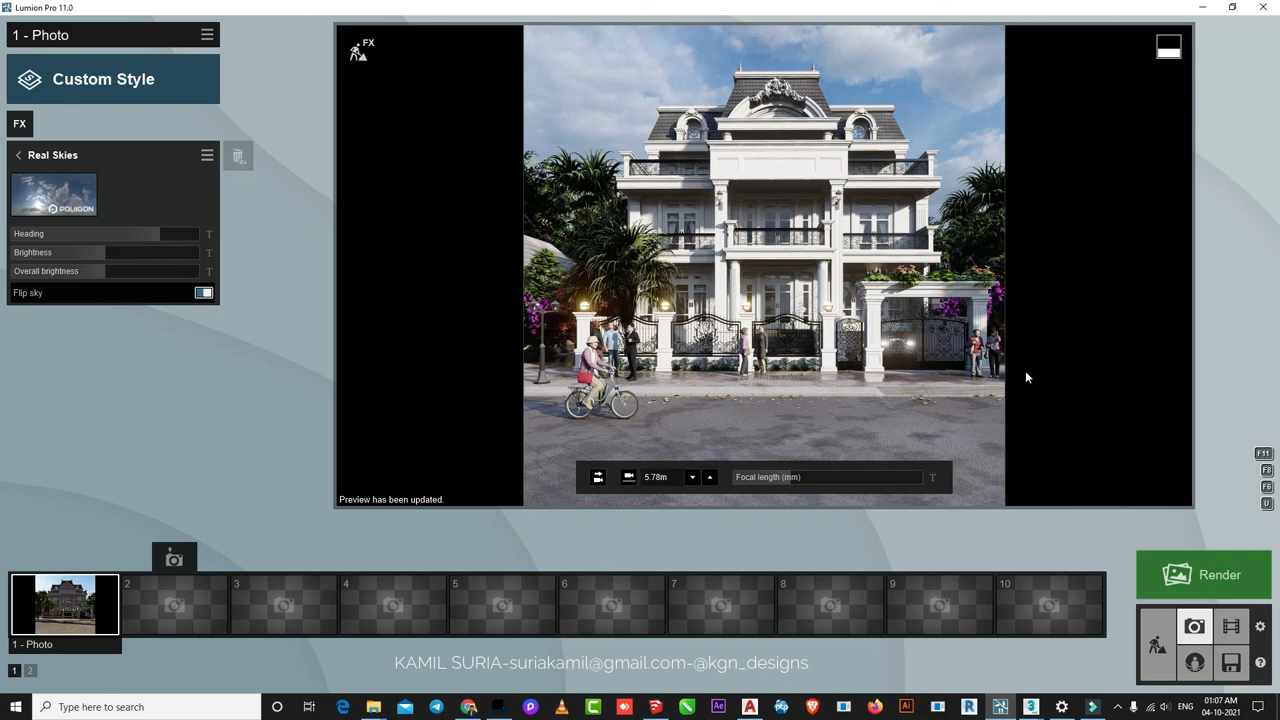 Lumion Pro 11.0
1 - Photo
Custom Style
FX
FX
Real Skies
POLIIGON
Heading T
Brightness T
Overall brightness T
Flip sky
5.78m
Focal length (mm) T
Preview has been updated.
F11
F8
F6
U
2 3 4 5 6 7 8 9 10
Render
1 - Photo
1 2
KAMIL SURIA-suriakamil@gmail.com-@kgn_designs
Type here to search
ENG
01:07 AM
04-10-2021